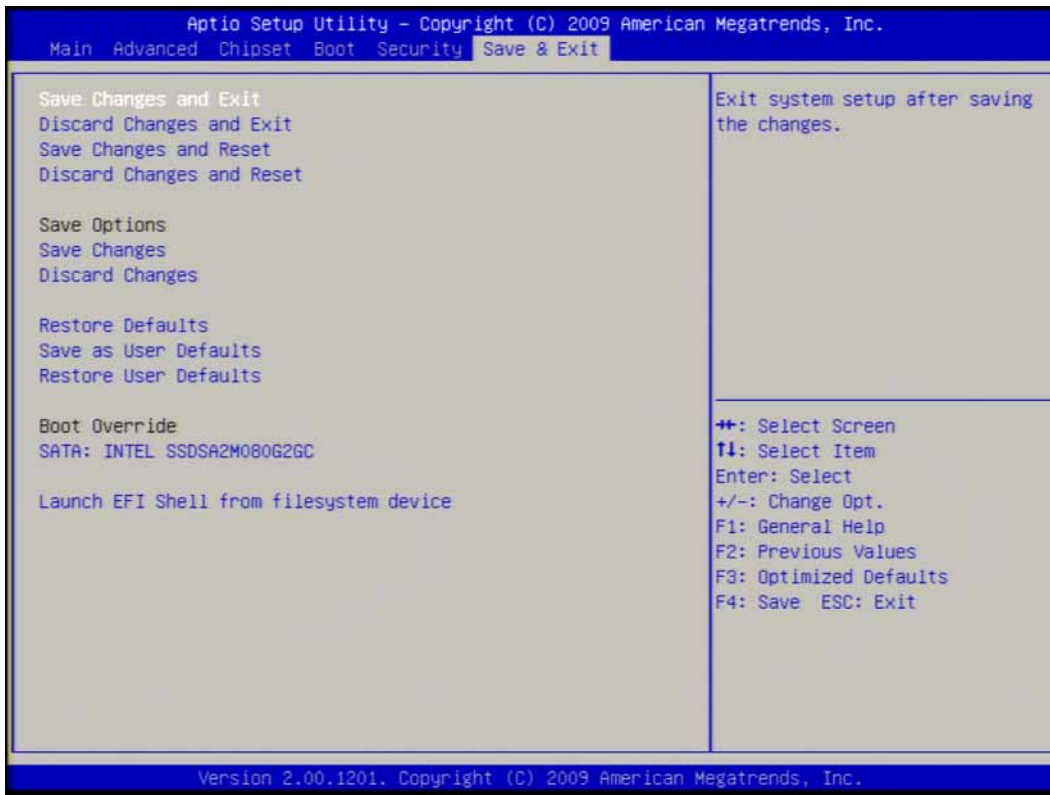 Aptio Setup Utility – Copyright (C) 2009 American Megatrends, Inc.
Main Advanced Chipset Boot Security Save & Exit
Save Changes and Exit
Discard Changes and Exit
Save Changes and Reset
Discard Changes and Reset
Save Options
Save Changes
Discard Changes
Restore Defaults
Save as User Defaults
Restore User Defaults
Boot Override
SATA: INTEL SSDSA2M080G2GC
Launch EFI Shell from filesystem device
Exit system setup after saving
the changes.
→←: Select Screen
↑↓: Select Item
Enter: Select
+/-: Change Opt.
F1: General Help
F2: Previous Values
F3: Optimized Defaults
F4: Save ESC: Exit
Version 2.00.1201. Copyright (C) 2009 American Megatrends, Inc.